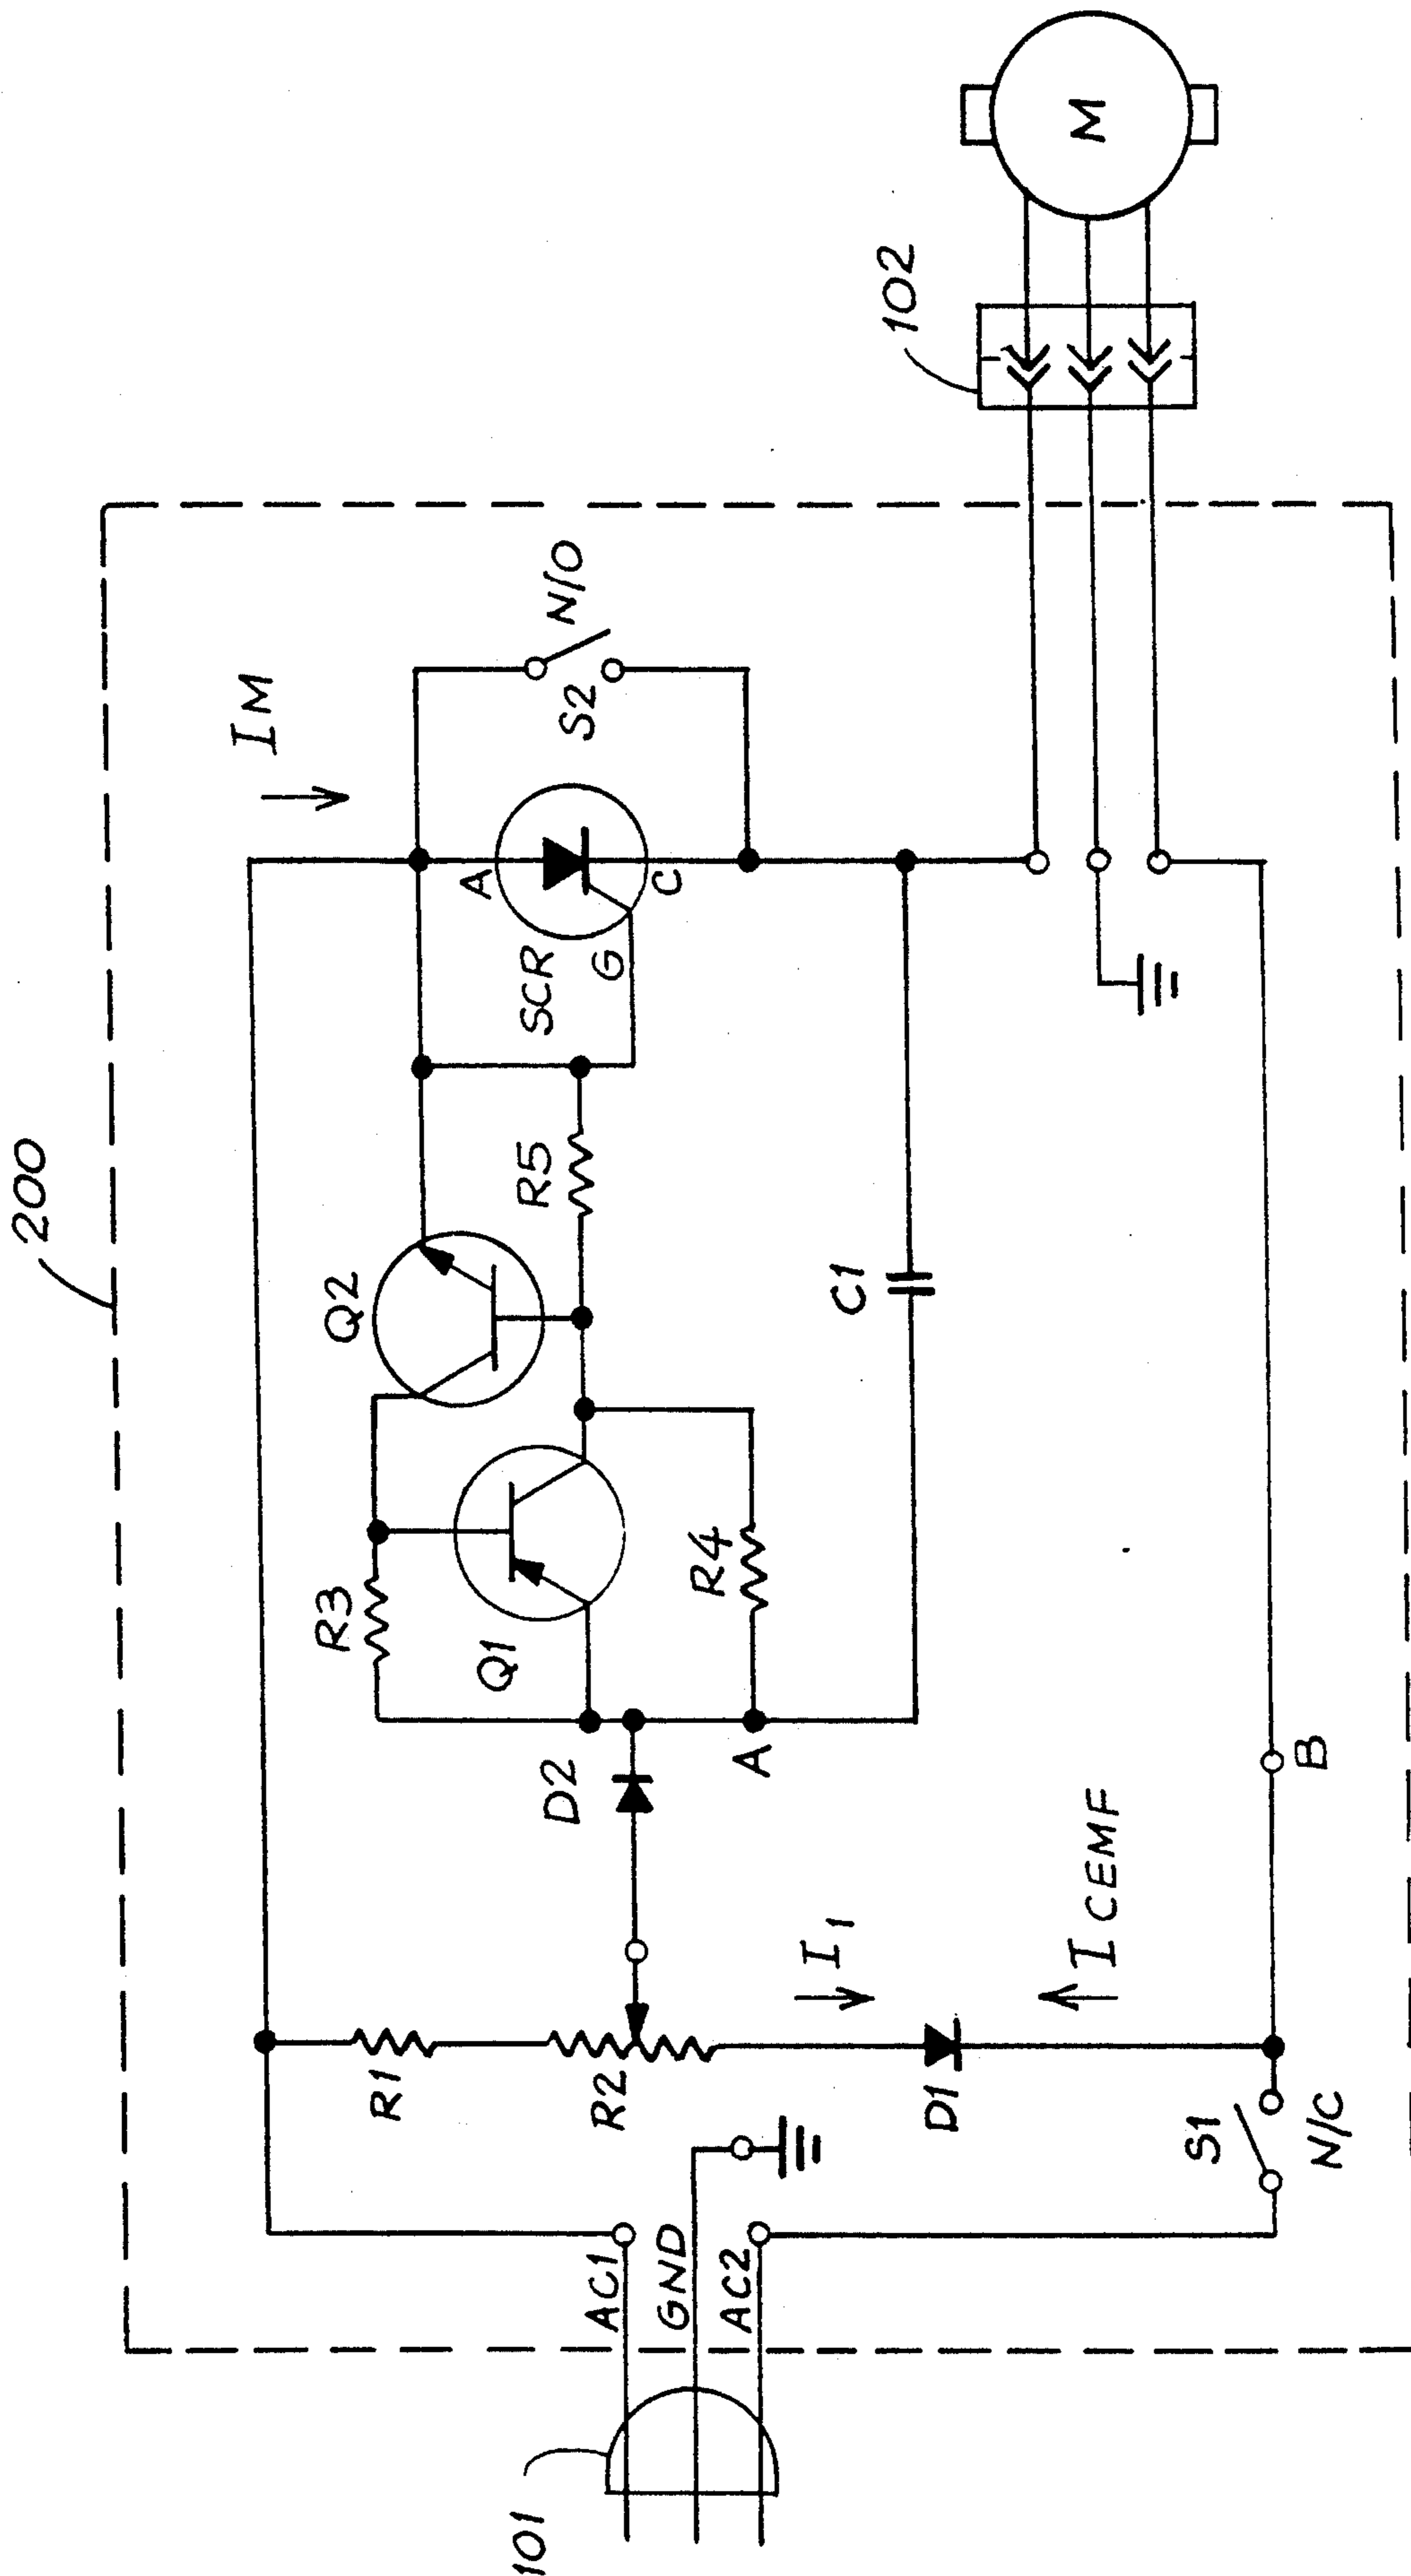 200
IM
N/O
S2
A
SCR
G
C
102
M
Q2
R5
R3
Q1
R4
C1
D2
A
R1
R2
I1
D1
ICEMF
B
S1
N/C
AC1
GND
AC2
101